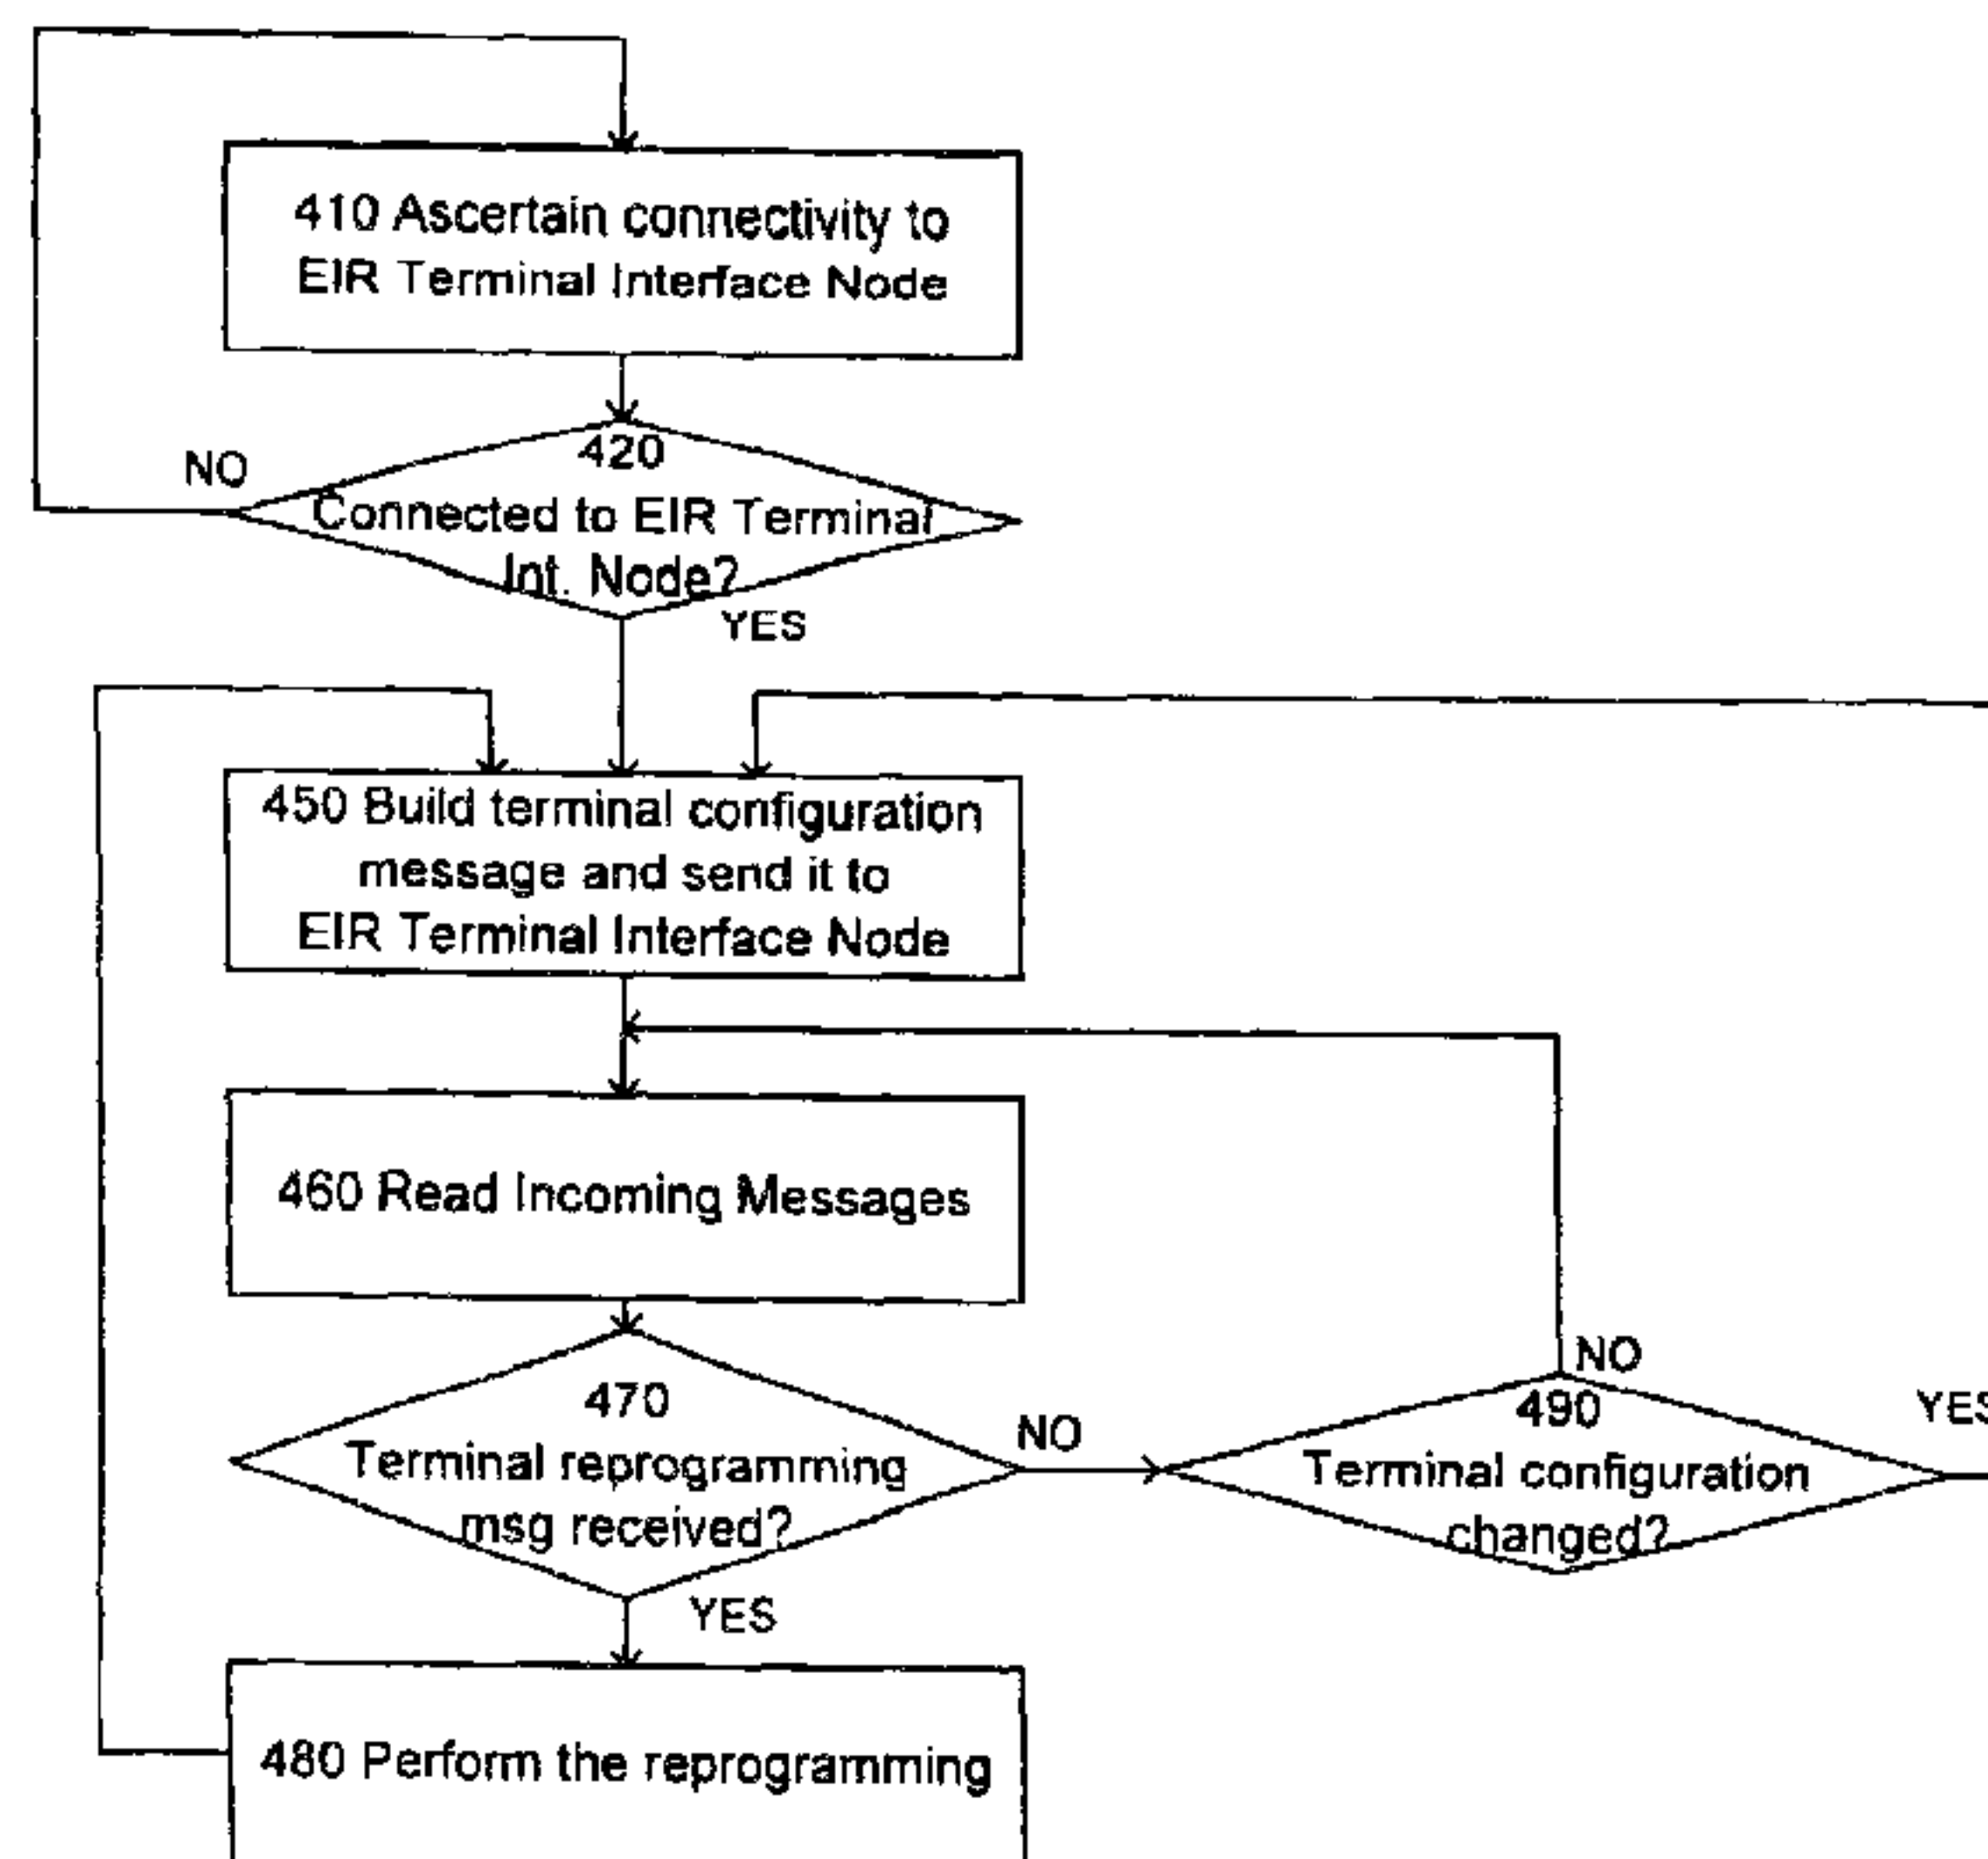 410 Ascertain connectivity to
EIR Terminal Interface Node
420
NO
Connected to EIR Terminal
Int. Node?
YES
450 Build terminal configuration
message and send it to
EIR Terminal Interface Node
460 Read Incoming Messages
470
Terminal reprogramming
msg received?
NO
NO
490
Terminal configuration
changed?
YES
YES
480 Perform the reprogramming